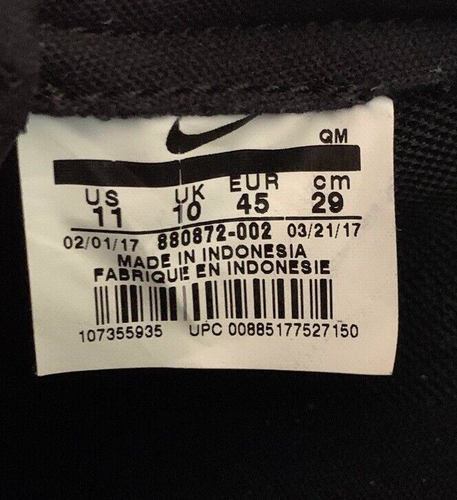 QM
US UK EUR cm
11 10 45 29
02/01/17 880872-002 03/21/17
MADE IN INDONESIA
FABRIQUE EN INDONESIE
107355935 UPC 00885177527150